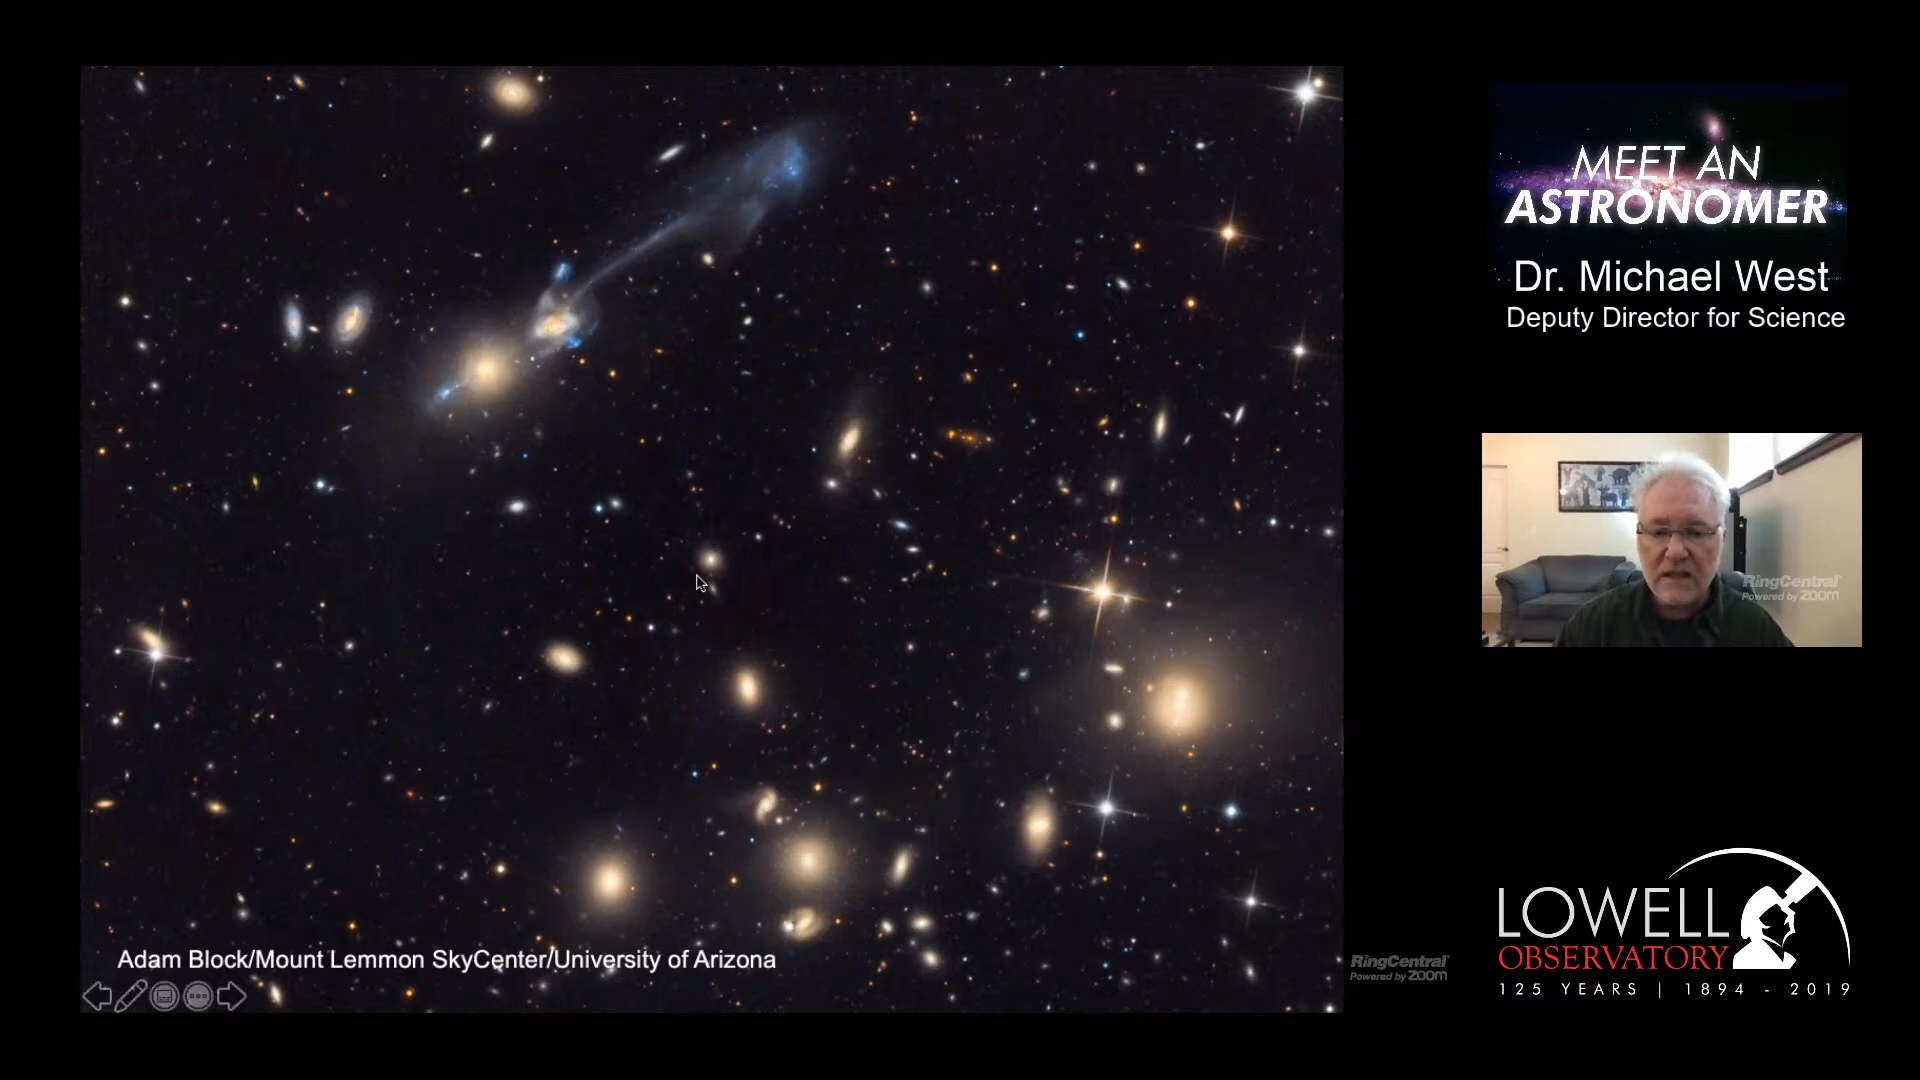 MEET AN
ASTRONOMER
Dr. Michael West
Deputy Director for Science
RingCentral
Powered by zoom
Adam Block/Mount Lemmon SkyCenter/University of Arizona
RingCentral
Powered by zoom
LOWELL
OBSERVATORY
125 YEARS | 1894 - 2019